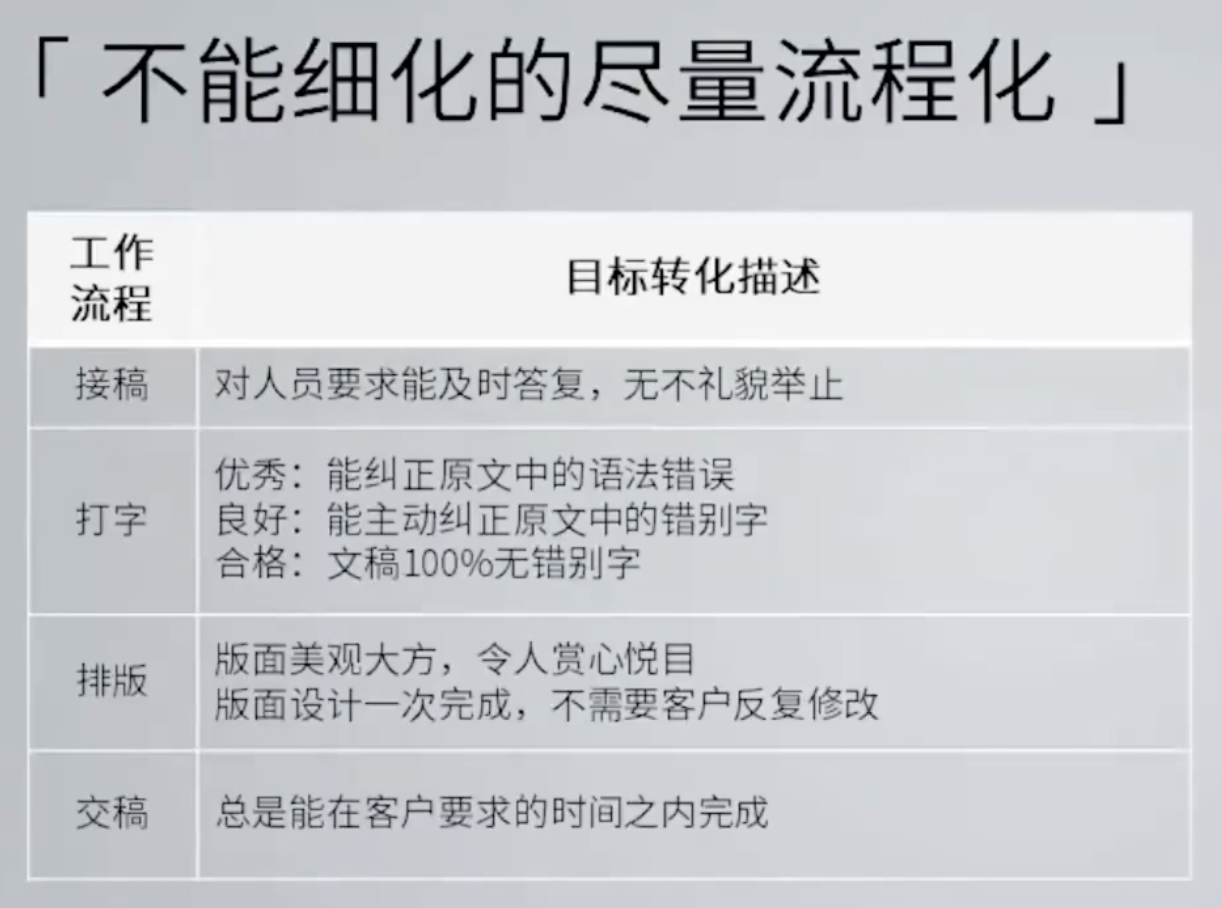 「不能细化的尽量流程化」
工作
流程
目标转化描述
接稿
对人员要求能及时答复，无不礼貌举止
打字
优秀：能纠正原文中的语法错误
良好：能主动纠正原文中的错别字
合格：文稿100%无错别字
排版
版面美观大方，令人赏心悦目
版面设计一次完成，不需要客户反复修改
交稿
总是能在客户要求的时间之内完成